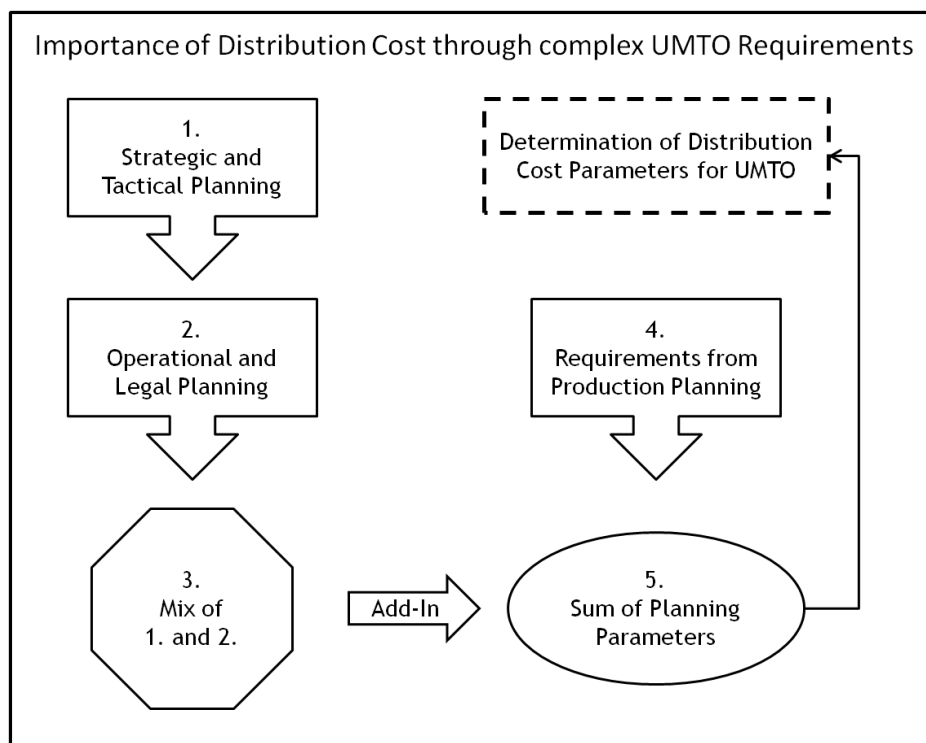 Importance of Distribution Cost through complex UMTO Requirements
1.
Strategic and
Tactical Planning
Determination of Distribution
Cost Parameters for UMTO
2.
Operational and
Legal Planning
4.
Requirements from
Production Planning
3.
Mix of
1. and 2.
Add-In
5.
Sum of Planning
Parameters